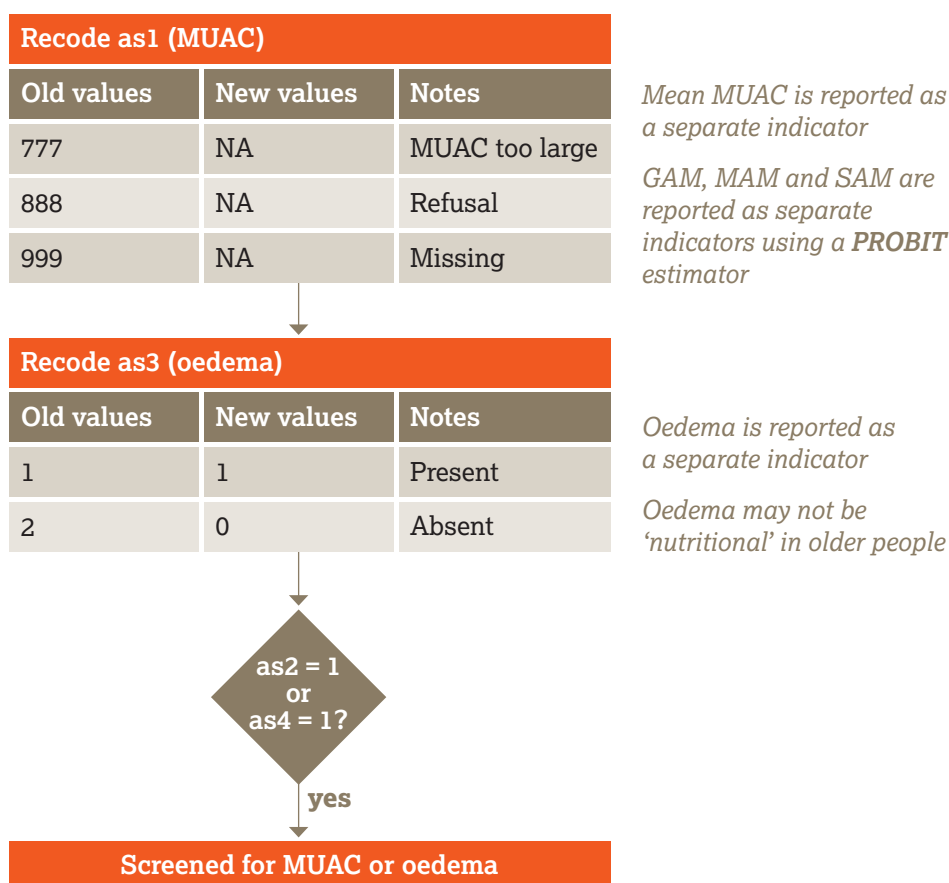 Recode as1 (MUAC)
Old values New values Notes
777 NA MUAC too large
888 NA Refusal
999 NA Missing
Mean MUAC is reported as
a separate indicator
GAM, MAM and SAM are
reported as separate
indicators using a PROBIT
estimator
Recode as3 (oedema)
Old values New values Notes
1 1 Present
2 0 Absent
Oedema is reported as
a separate indicator
Oedema may not be
‘nutritional’ in older people
as2 = 1
or
as4 = 1?
yes
Screened for MUAC or oedema